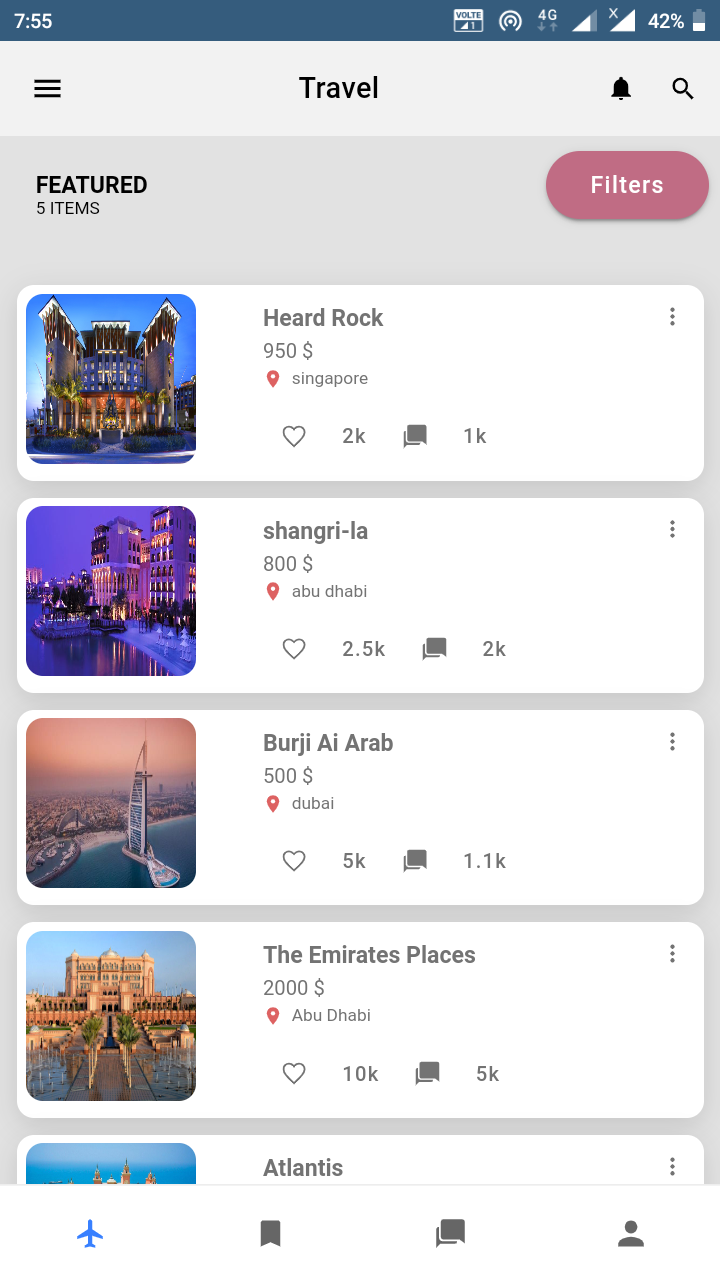 7:55
VOLTE 1 4G X 42%
Travel
FEATURED
5 ITEMS
Filters
Heard Rock
950 $
singapore
2k 1k
shangri-la
800 $
abu dhabi
2.5k 2k
Burji Ai Arab
500 $
dubai
5k 1.1k
The Emirates Places
2000 $
Abu Dhabi
10k 5k
Atlantis